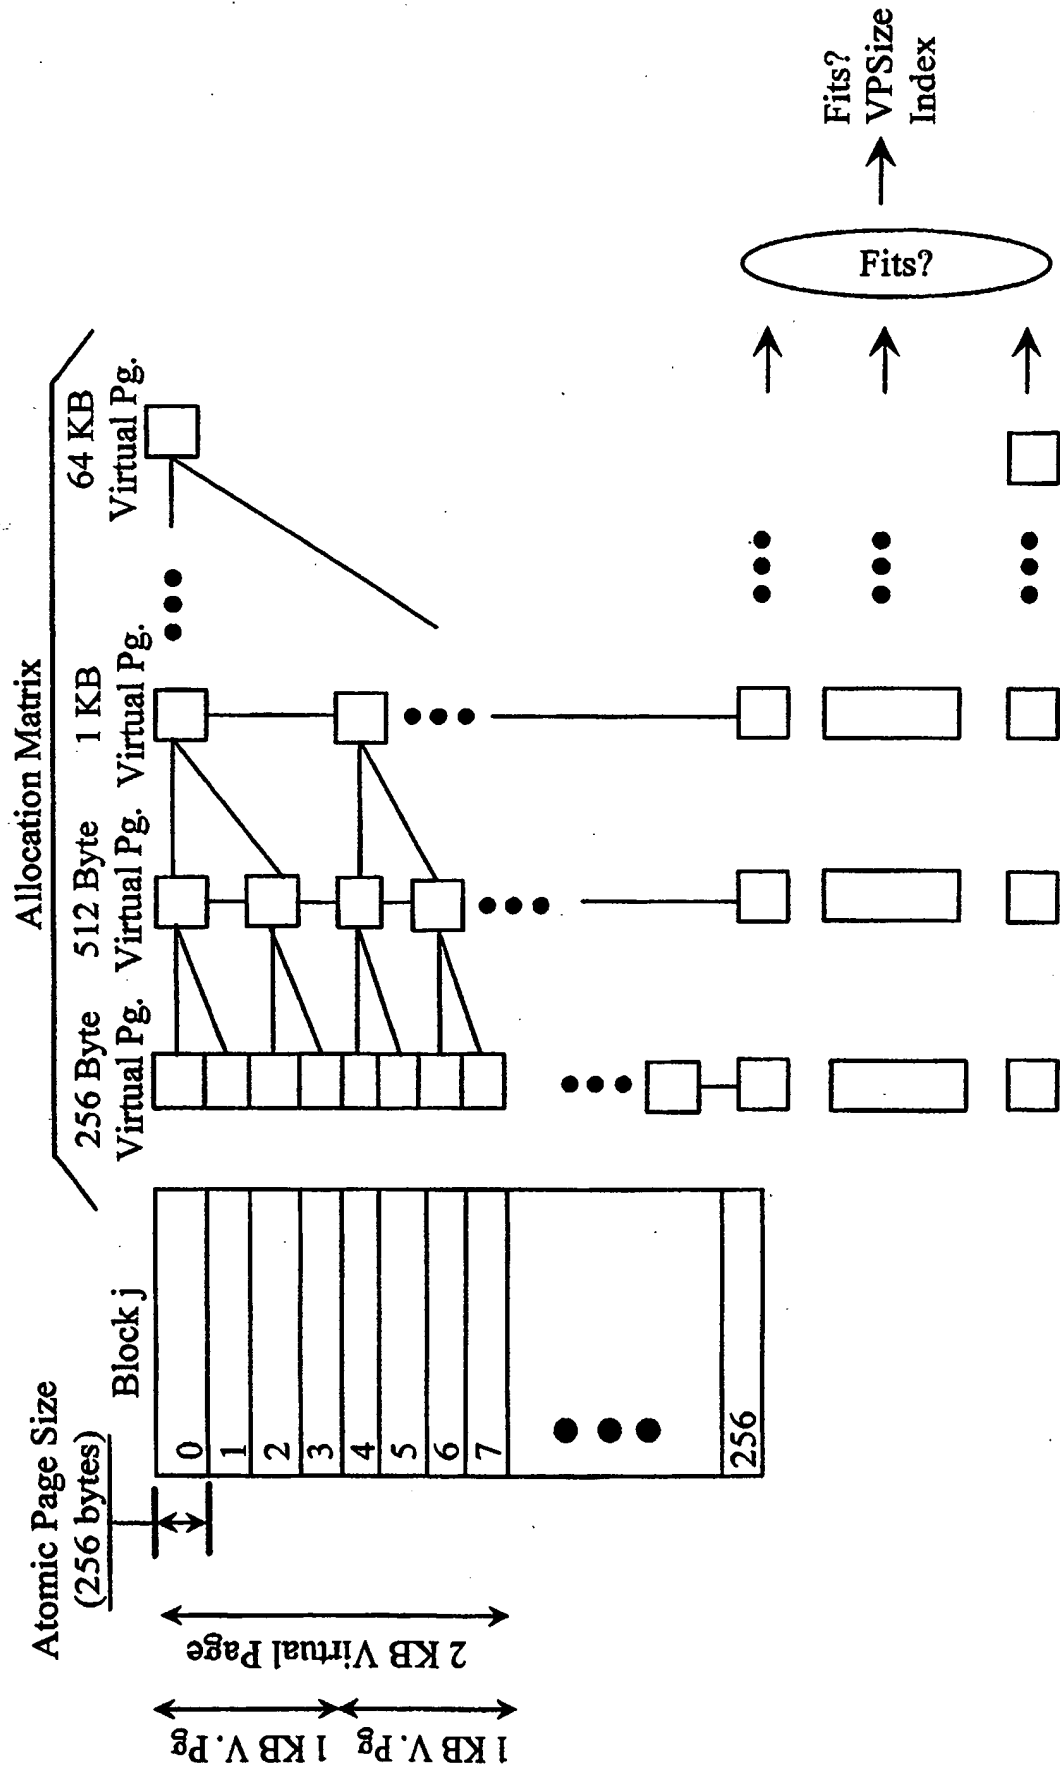 Allocation Matrix
Atomic Page Size
(256 bytes)
Block j
256 Byte
Virtual Pg.
512 Byte
Virtual Pg.
1 KB
Virtual Pg.
64 KB
Virtual Pg.
0
1
2
3
4
5
6
7
256
2 KB Virtual Page
1 KB V. Pg
1 KB V. Pg
Fits?
Fits?
VPSize
Index